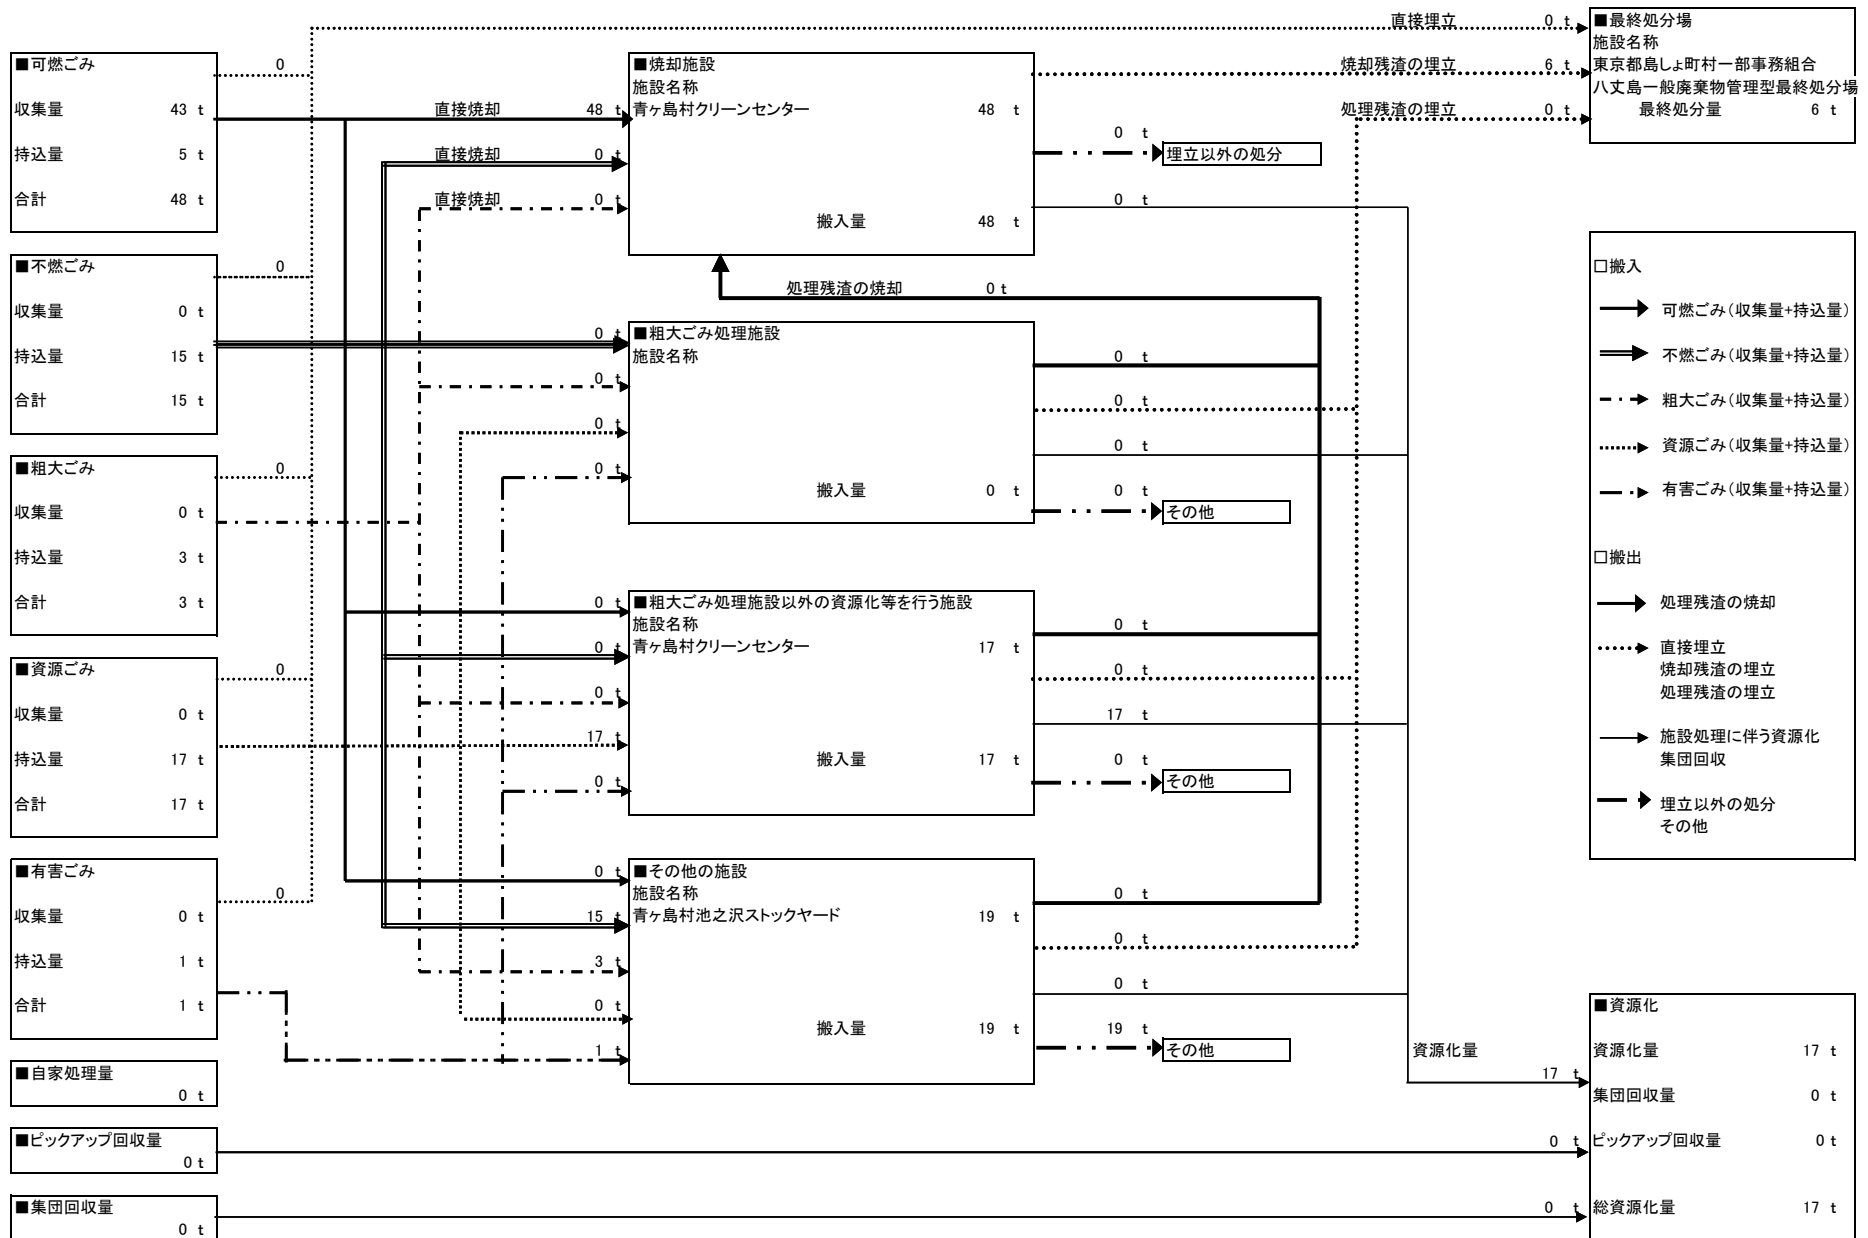 ■可燃ごみ
収集量 43 t
持込量 5 t
合計 48 t
0
■不燃ごみ
収集量 0 t
持込量 15 t
合計 15 t
0
■粗大ごみ
収集量 0 t
持込量 3 t
合計 3 t
0
■資源ごみ
収集量 0 t
持込量 17 t
合計 17 t
0
■有害ごみ
収集量 0 t
持込量 1 t
合計 1 t
0
■自家処理量
0 t
■ピックアップ回収量
0 t
■集団回収量
0 t
直接焼却 48 t
直接焼却 0 t
直接焼却 0 t
■焼却施設
施設名称
青ヶ島村クリーンセンター 48 t
搬入量 48 t
処理残渣の焼却 0 t
0 t
0 t
0 t
0 t
■粗大ごみ処理施設
施設名称
搬入量 0 t
0 t
0 t
0 t
17 t
0 t
■粗大ごみ処理施設以外の資源化等を行う施設
施設名称
青ヶ島村クリーンセンター 17 t
搬入量 17 t
0 t
15 t
3 t
0 t
1 t
■その他の施設
施設名称
青ヶ島村池之沢ストックヤード 19 t
搬入量 19 t
直接埋立 0 t
焼却残渣の埋立 6 t
処理残渣の埋立 0 t
0 t
埋立以外の処分
0 t
0 t
0 t
0 t
0 t
その他
0 t
0 t
17 t
0 t
その他
0 t
0 t
0 t
19 t
その他
資源化量
17 t
0 t
0 t
■最終処分場
施設名称
東京都島しょ町村一部事務組合
八丈島一般廃棄物管理型最終処分場
最終処分量 6 t
□搬入
可燃ごみ(収集量+持込量)
不燃ごみ(収集量+持込量)
粗大ごみ(収集量+持込量)
資源ごみ(収集量+持込量)
有害ごみ(収集量+持込量)
□搬出
処理残渣の焼却
直接埋立
焼却残渣の埋立
処理残渣の埋立
施設処理に伴う資源化
集団回収
埋立以外の処分
その他
■資源化
資源化量 17 t
集団回収量 0 t
ピックアップ回収量 0 t
総資源化量 17 t